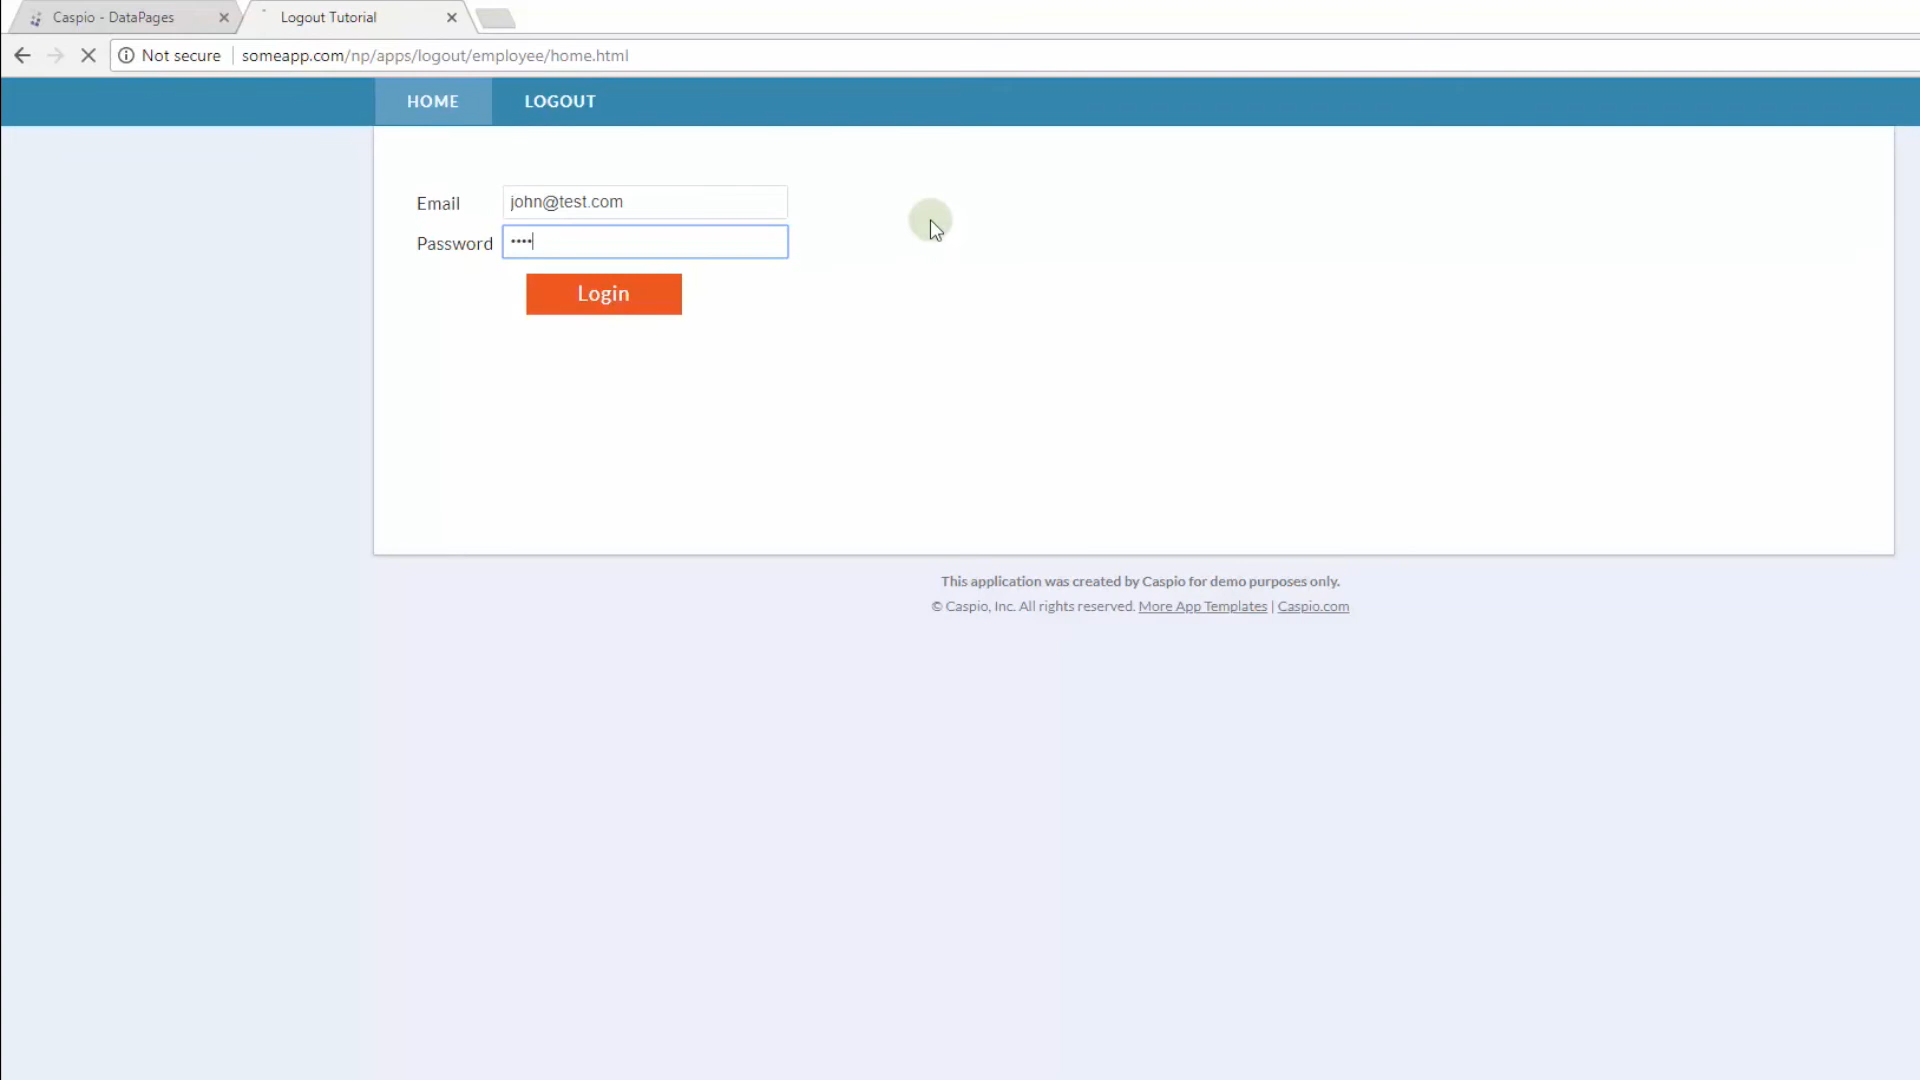 Caspio - DataPages
Logout Tutorial
Not secure
someapp.com/np/apps/logout/employee/home.html
HOME
LOGOUT
Email
john@test.com
Password
••••
Login
This application was created by Caspio for demo purposes only.
© Caspio, Inc. All rights reserved. More App Templates | Caspio.com